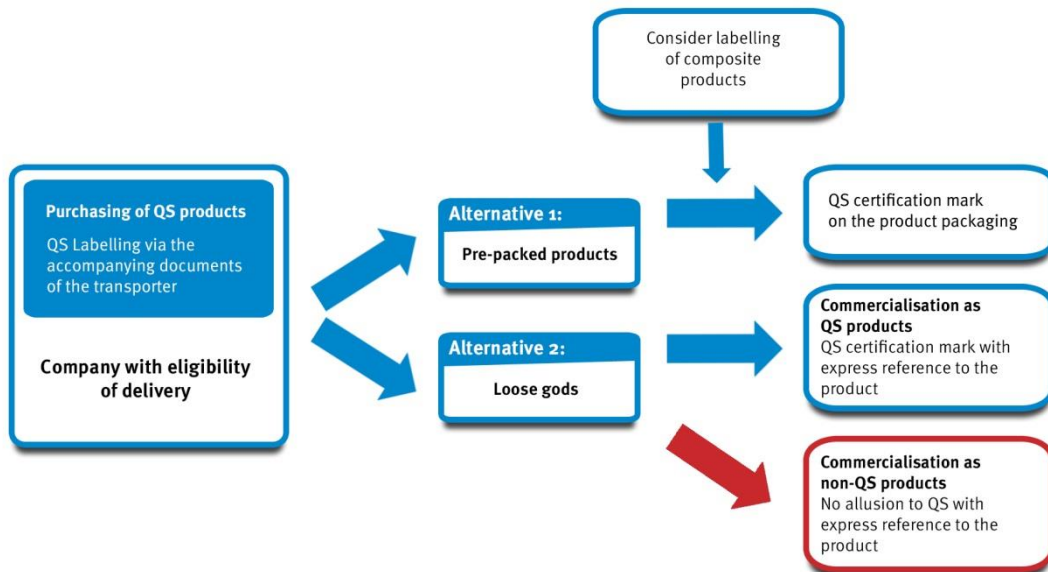 Consider labelling
of composite
products
Purchasing of QS products
QS Labelling via the
accompanying documents
of the transporter
Company with eligibility
of delivery
Alternative 1:
Pre-packed products
QS certification mark
on the product packaging
Alternative 2:
Loose gods
Commercialisation as
QS products
QS certification mark with
express reference to the
product
Commercialisation as
non-QS products
No allusion to QS with
express reference to the
product